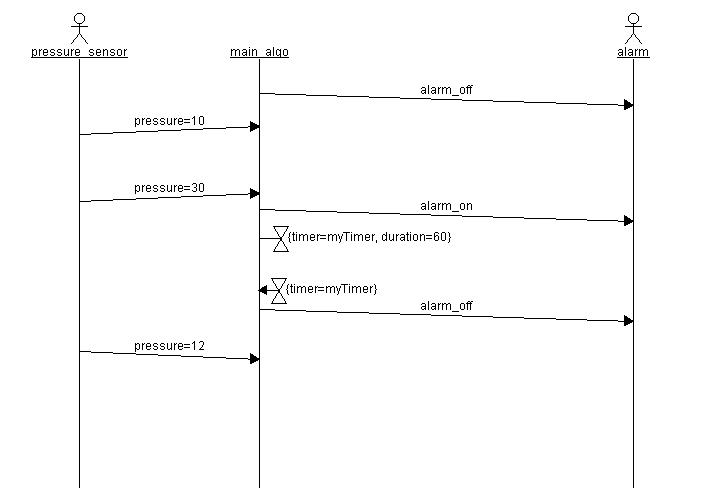 pressure_sensor
main_algo
alarm
alarm_off
pressure=10
pressure=30
alarm_on
{timer=myTimer, duration=60}
{timer=myTimer}
alarm_off
pressure=12